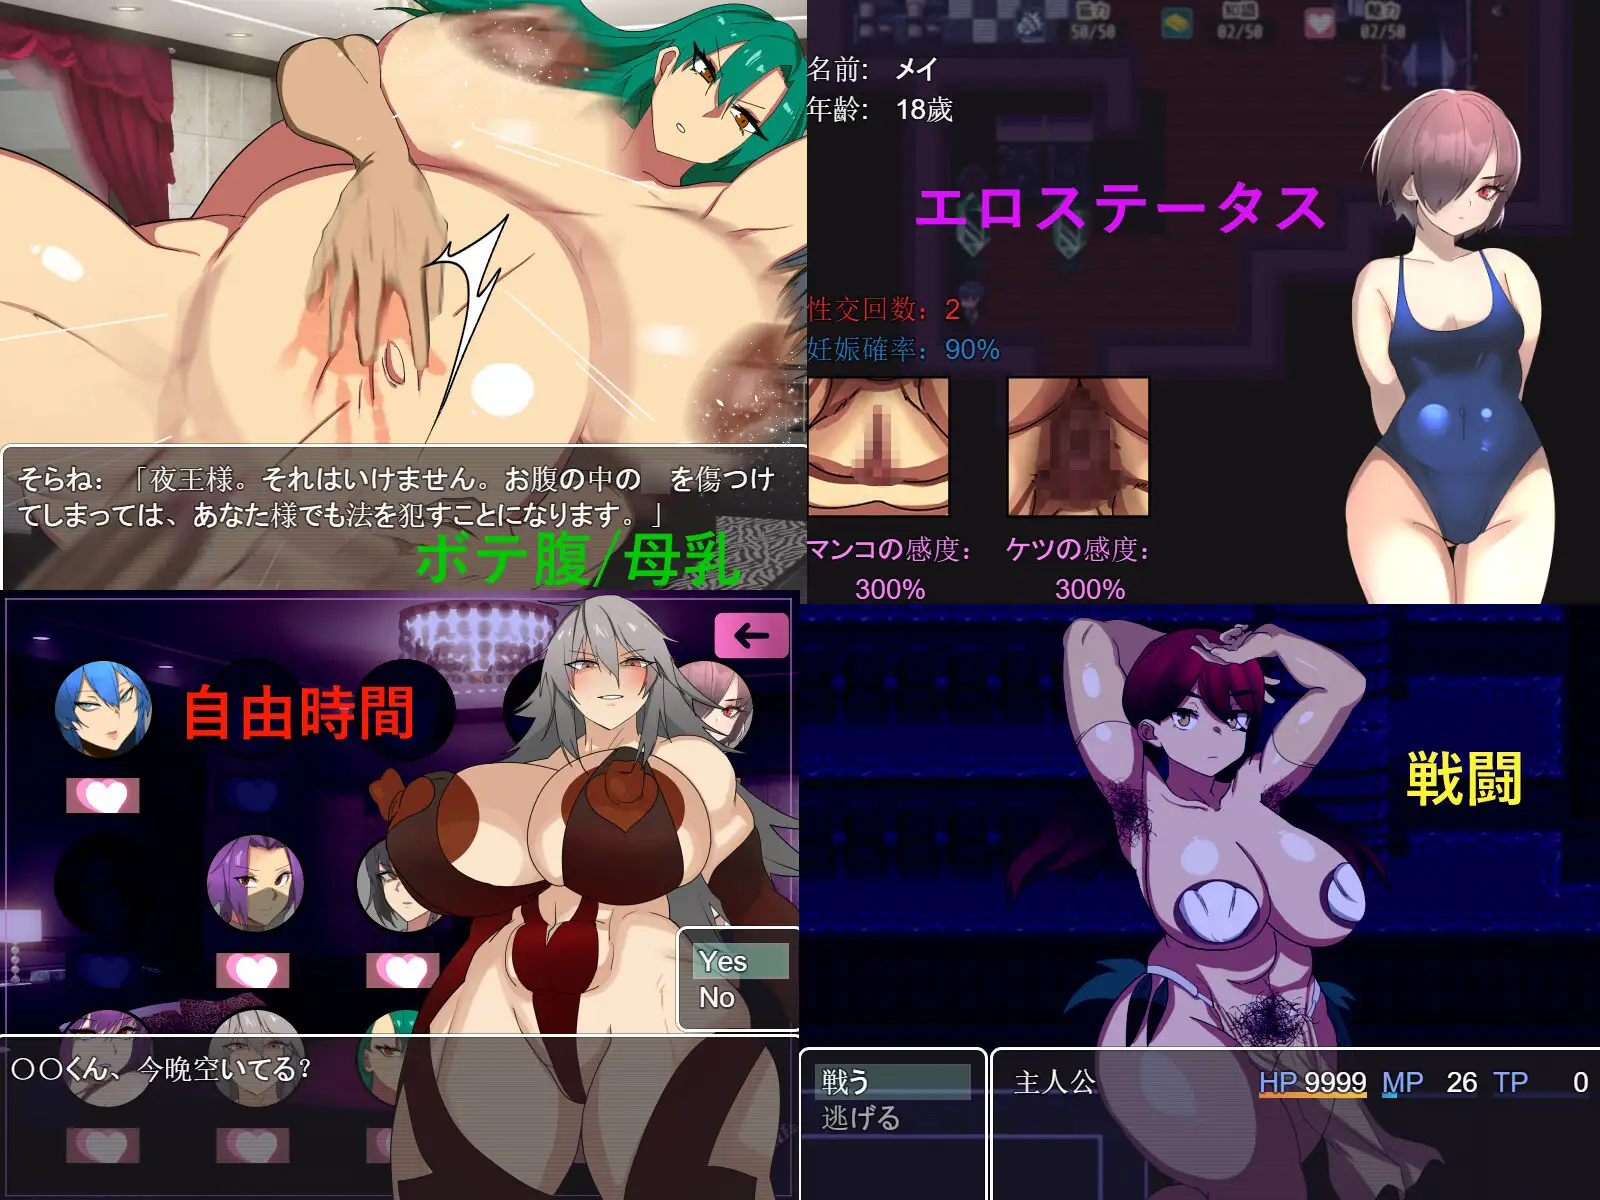 そらね：「夜王様。それはいけません。お腹の中の　を傷つけ
てしまっては、あなた様でも法を犯すことになります。」
ボテ腹/母乳
50/50
02/50
02/50
名前:　メイ
年齢:　18歳
エロステータス
性交回数: 2
妊娠確率: 90%
マンコの感度:
300%
ケツの感度:
300%
自由時間
Yes
No
〇〇くん、今晩空いてる？
戦闘
戦う
逃げる
主人公
HP 9999 MP 26 TP 0